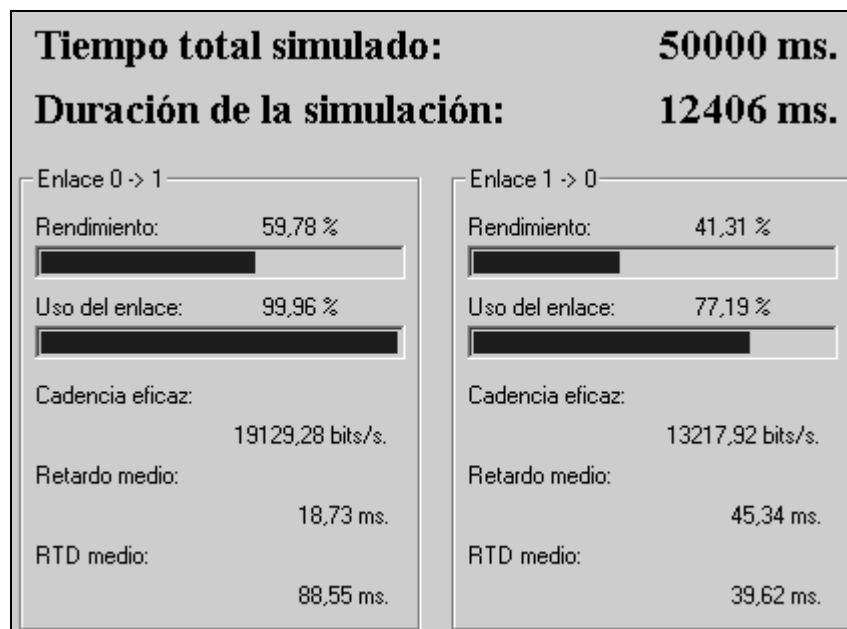 Tiempo total simulado: 50000 ms.
Duración de la simulación: 12406 ms.
Enlace 0 -> 1
Rendimiento: 59,78 %
Uso del enlace: 99,96 %
Cadencia eficaz:
19129,28 bits/s.
Retardo medio:
18,73 ms.
RTD medio:
88,55 ms.
Enlace 1 -> 0
Rendimiento: 41,31 %
Uso del enlace: 77,19 %
Cadencia eficaz:
13217,92 bits/s.
Retardo medio:
45,34 ms.
RTD medio:
39,62 ms.